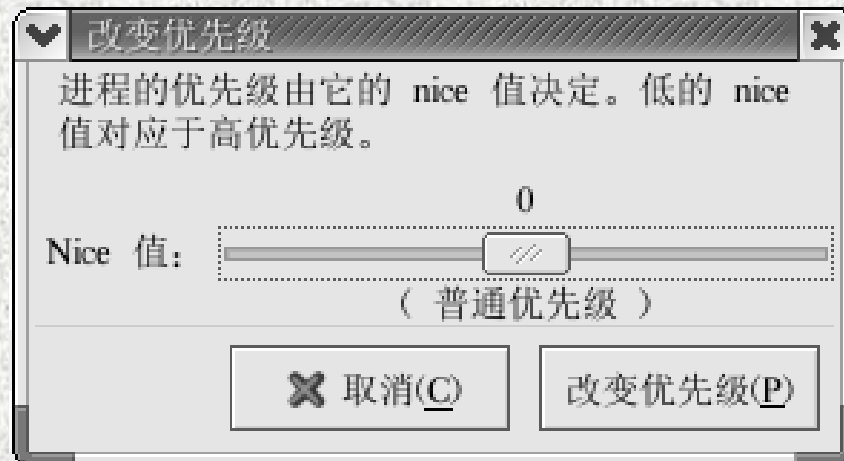 改变优先级
进程的优先级由它的 nice 值决定。低的 nice
值对应于高优先级。
0
Nice 值：
（ 普通优先级 ）
取消(C)
改变优先级(P)